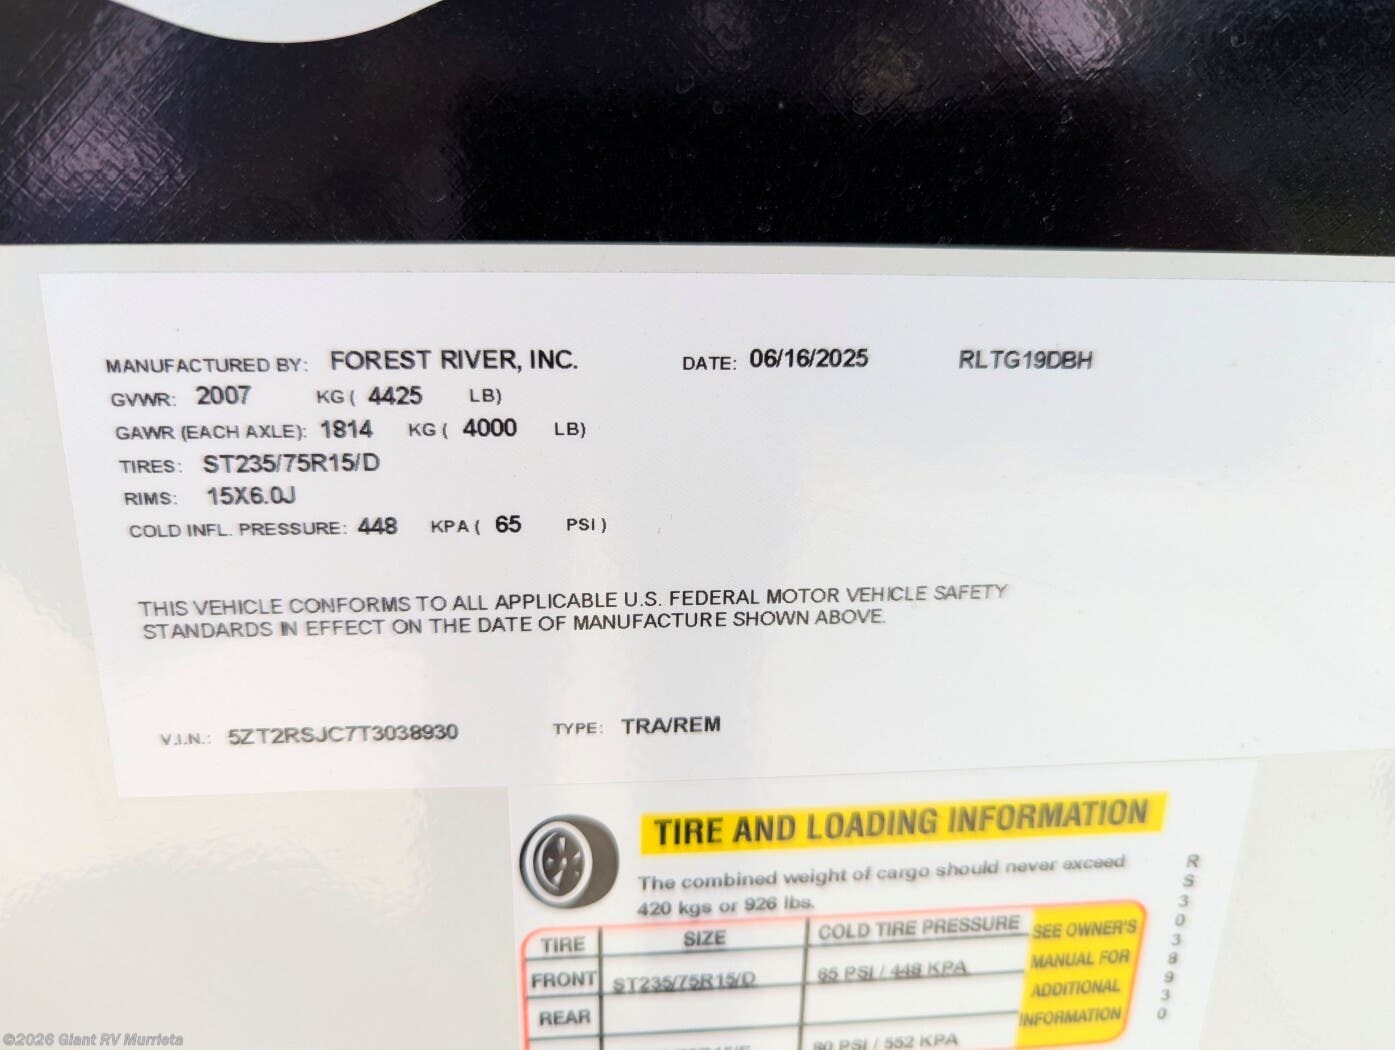 MANUFACTURED BY: FOREST RIVER, INC. DATE: 06/16/2025 RLTG19DBH
GVWR: 2007 KG ( 4425 LB)
GAWR (EACH AXLE): 1814 KG ( 4000 LB)
TIRES: ST235/75R15/D
RIMS: 15X6.0J
COLD INFL. PRESSURE: 448 KPA ( 65 PSI )
THIS VEHICLE CONFORMS TO ALL APPLICABLE U.S. FEDERAL MOTOR VEHICLE SAFETY
STANDARDS IN EFFECT ON THE DATE OF MANUFACTURE SHOWN ABOVE.
V.I.N.: 5ZT2RSJC7T3038930 TYPE: TRA/REM
TIRE AND LOADING INFORMATION
The combined weight of cargo should never exceed
420 kgs or 926 lbs.
TIRE SIZE COLD TIRE PRESSURE
FRONT ST235/75R15/D 65 PSI / 448 KPA
REAR
80 PSI / 552 KPA
SEE OWNER'S
MANUAL FOR
ADDITIONAL
INFORMATION
RS3038930
©2026 Giant RV Murrieta